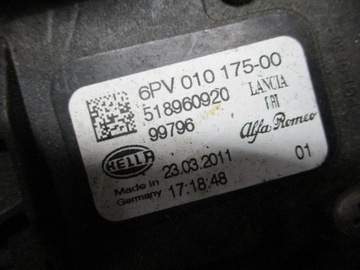 6PV 010 175-00
518960920
LANCIA
FIAT
99796
Alfa Romeo
HELLA
Made in
Germany
23.03.2011
17:18:48
01